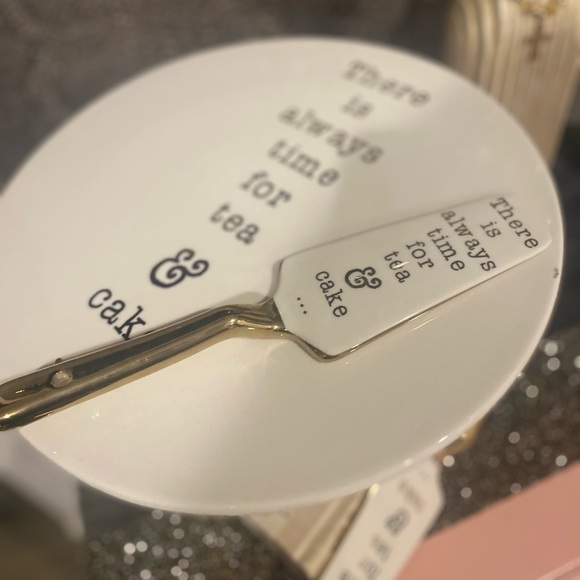 There
is
always
time
for
tea
&
cak
There
is
always
time
for
tea
&
cake
...